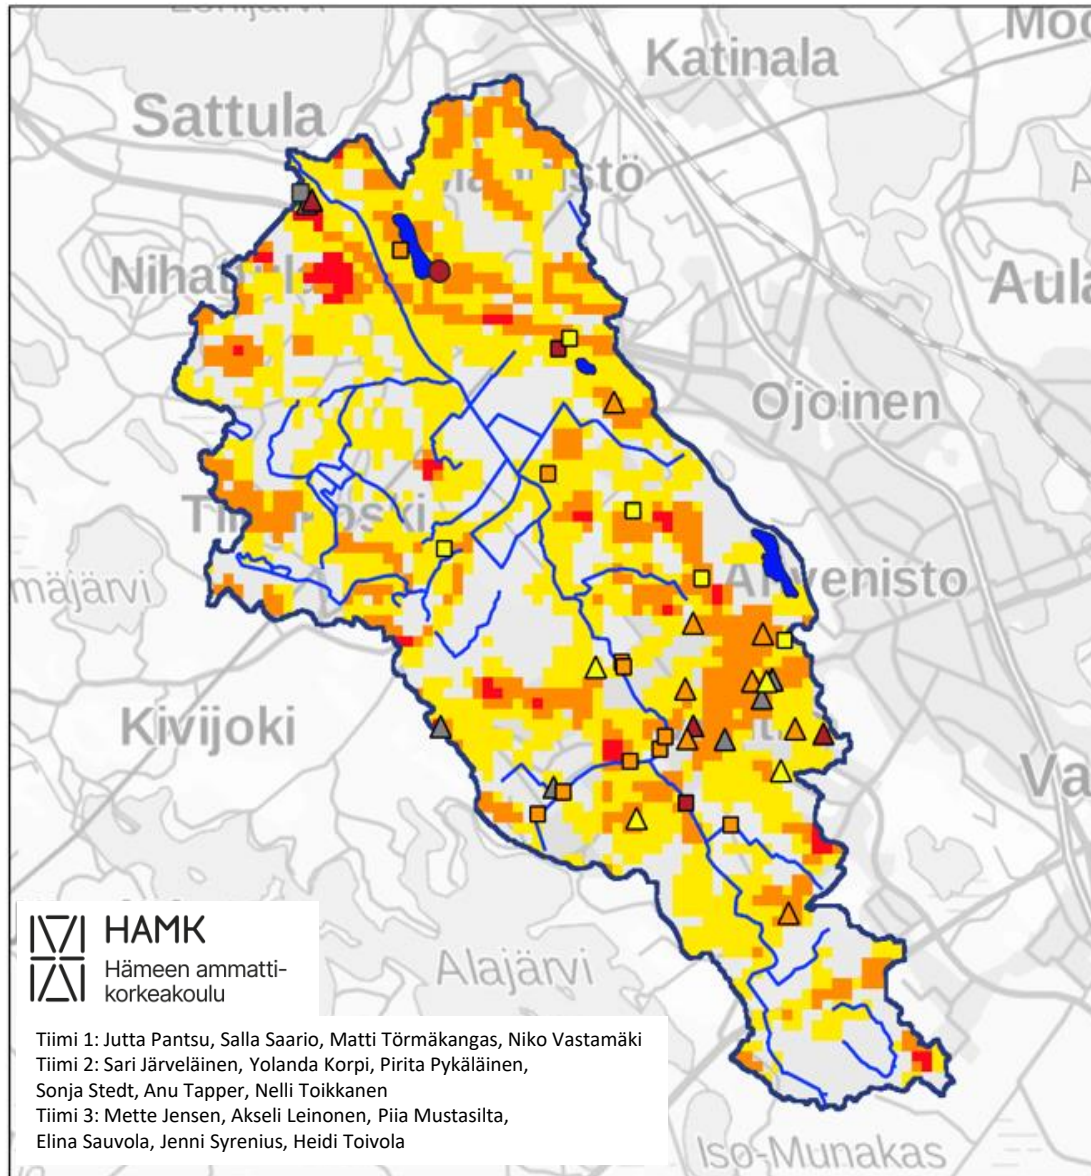 Katinala
Sattula
Ojoinen
Kivijoki
Alajärvi
Iso-Munakas
HAMK
Hämeen ammatti-
korkeakoulu
Tiimi 1: Jutta Pantsu, Salla Saario, Matti Törmäkangas, Niko Vastamäki
Tiimi 2: Sari Järveläinen, Yolanda Korpi, Pirita Pykäläinen,
Sonja Stedt, Anu Tapper, Nelli Toikkanen
Tiimi 3: Mette Jensen, Akseli Leinonen, Piia Mustasilta,
Elina Sauvola, Jenni Syrenius, Heidi Toivola